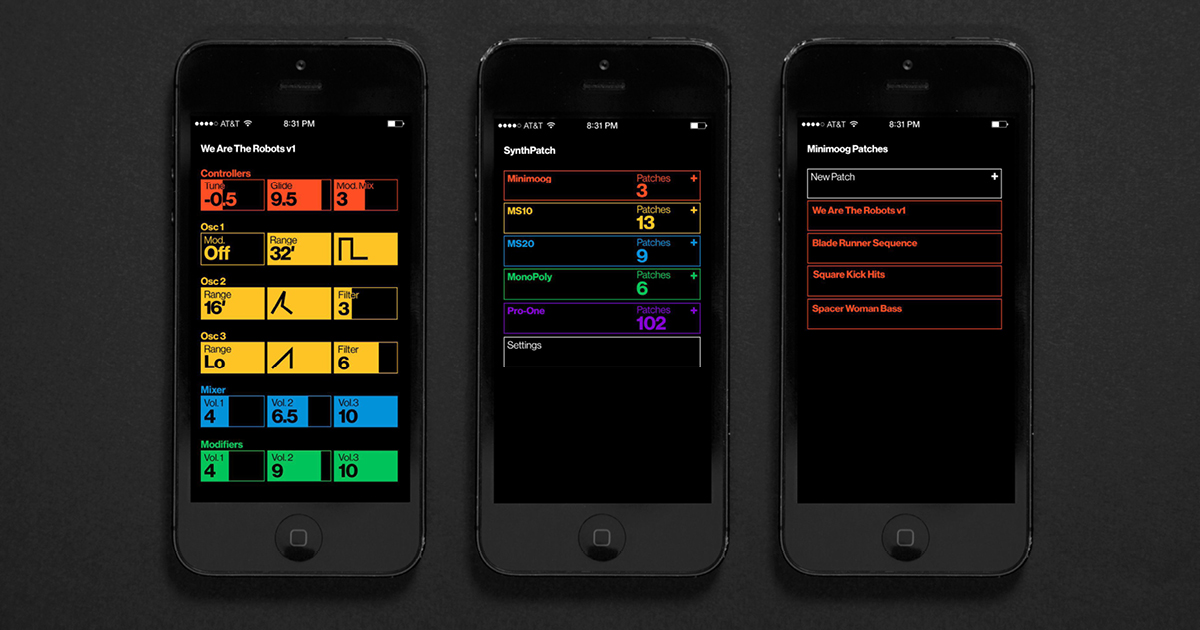 AT&T 8:31 PM
We Are The Robots v1
Controllers
Tune Glide Mod. Mix
-0.5 9.5 3
Osc 1
Mod. Range
Off 32'
Osc 2
Range Filter
16' 3
Osc 3
Range Filter
Lo 6
Mixer
Vol.1 Vol.2 Vol.3
4 6.5 10
Modifiers
Vol.1 Vol.2 Vol.3
4 9 10
AT&T 8:31 PM
SynthPatch
Minimoog Patches +
3
MS10 Patches +
13
MS20 Patches +
9
MonoPoly Patches +
6
Pro-One Patches +
102
Settings
AT&T 8:31 PM
Minimoog Patches
New Patch +
We Are The Robots v1
Blade Runner Sequence
Square Kick Hits
Spacer Woman Bass